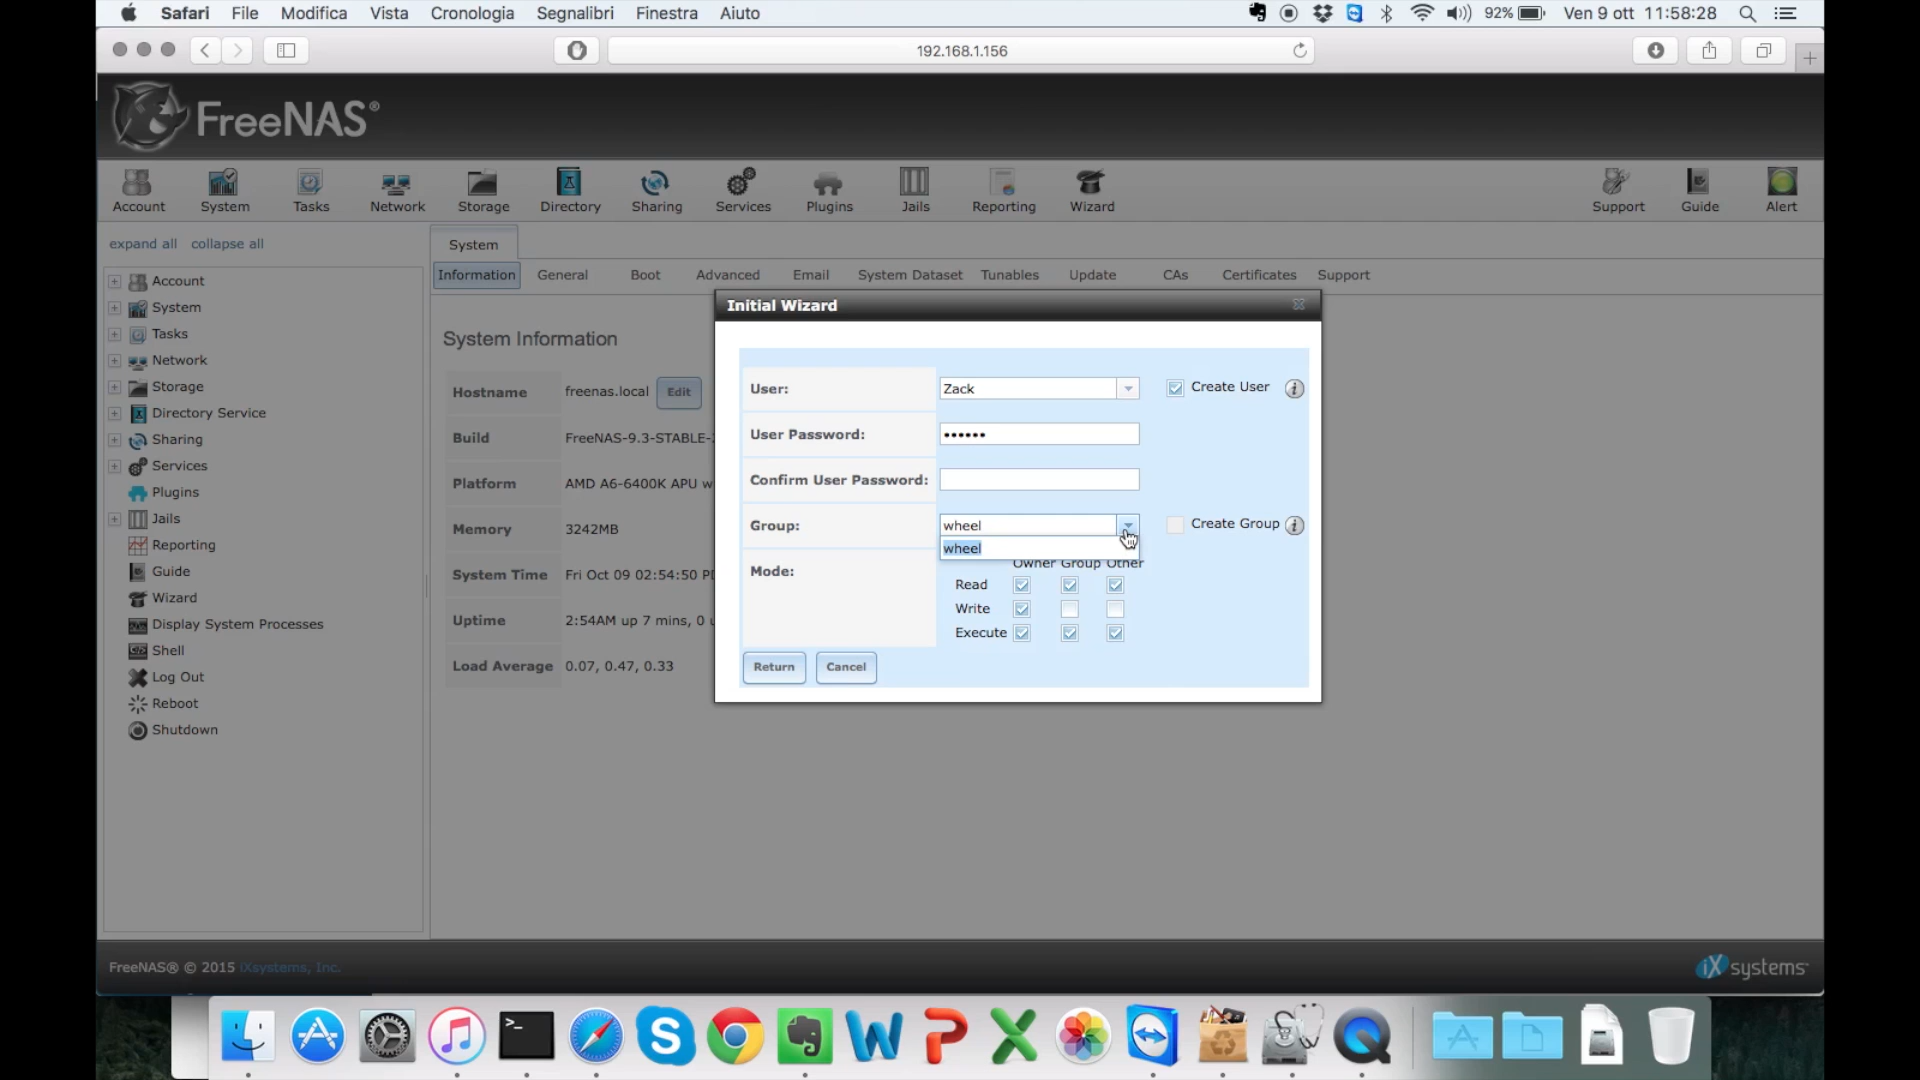 Safari File Modifica Vista Cronologia Segnalibri Finestra Aiuto 92% Ven 9 ott 11:58:28
192.168.1.156
FreeNAS®
Account System Tasks Network Storage Directory Sharing Services Plugins Jails Reporting Wizard Support Guide Alert
expand all collapse all
System
Information General Boot Advanced Email System Dataset Tunables Update CAs Certificates Support
Account
System
Tasks
Network
Storage
Directory Service
Sharing
Services
Plugins
Jails
Reporting
Guide
Wizard
Display System Processes
Shell
Log Out
Reboot
Shutdown
System Information
Hostname freenas.local Edit
Build FreeNAS-9.3-STABLE-
Platform AMD A6-6400K APU w
Memory 3242MB
System Time Fri Oct 09 02:54:50
Uptime 2:54AM up 7 mins, 0
Load Average 0.07, 0.47, 0.33
Initial Wizard
User: Zack Create User
User Password: ••••••
Confirm User Password:
Group: wheel Create Group
wheel
Mode: Owner Group Other
Read
Write
Execute
Return Cancel
FreeNAS® © 2015 iXsystems, Inc.
iXsystems